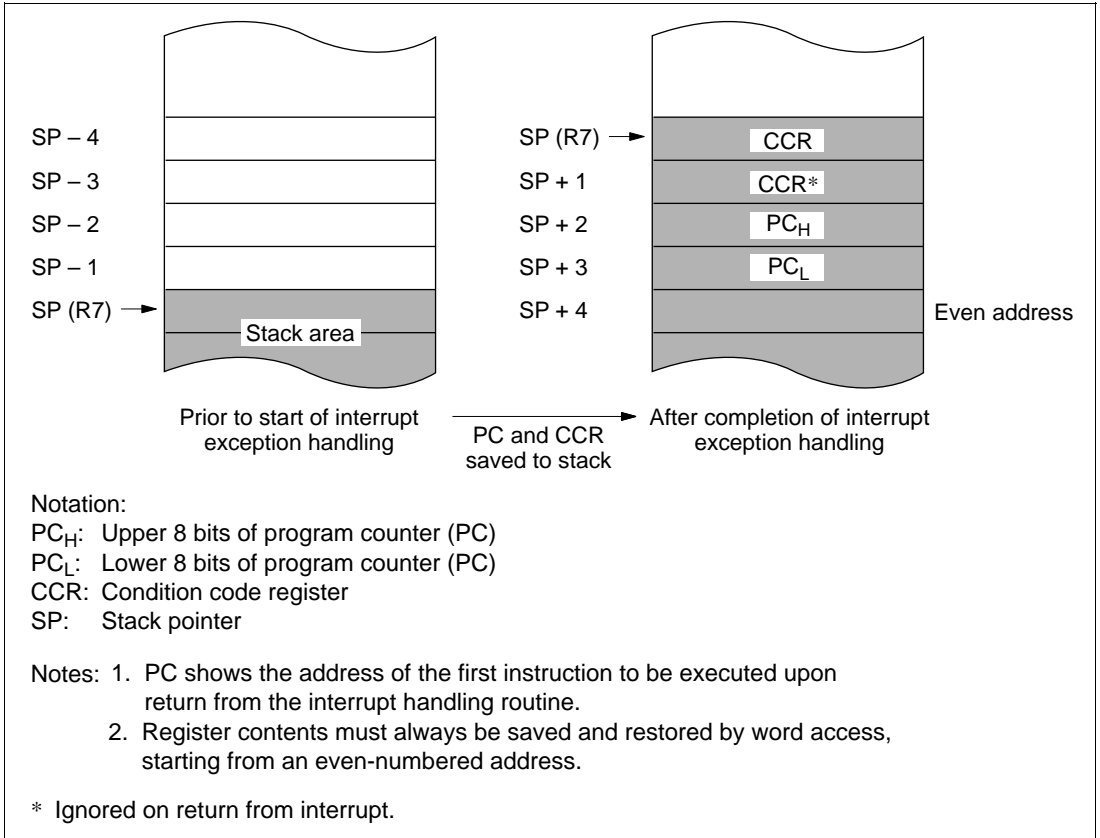 SP – 4
SP – 3
SP – 2
SP – 1
SP (R7)
Stack area
SP (R7)
SP + 1
SP + 2
SP + 3
SP + 4
CCR
CCR*
PCH
PCL
Even address
Prior to start of interrupt
exception handling
PC and CCR
saved to stack
After completion of interrupt
exception handling
Notation:
PCH: Upper 8 bits of program counter (PC)
PCL: Lower 8 bits of program counter (PC)
CCR: Condition code register
SP: Stack pointer
Notes: 1. PC shows the address of the first instruction to be executed upon
return from the interrupt handling routine.
2. Register contents must always be saved and restored by word access,
starting from an even-numbered address.
* Ignored on return from interrupt.